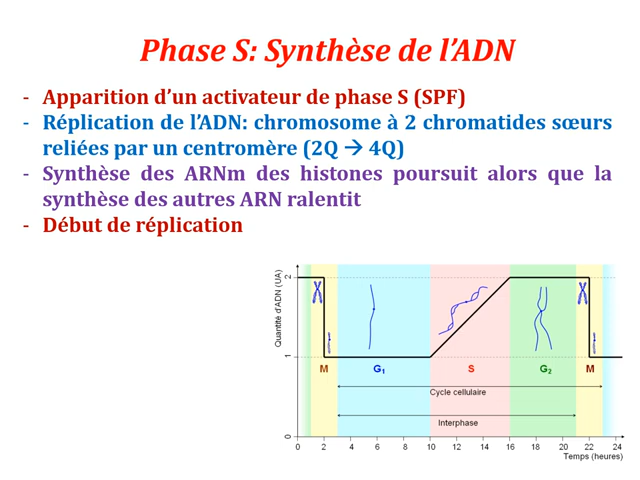 Phase S: Synthèse de l'ADN
- Apparition d'un activateur de phase S (SPF)
- Réplication de l'ADN: chromosome à 2 chromatides sœurs
reliées par un centromère (2Q → 4Q)
- Synthèse des ARNm des histones poursuit alors que la
synthèse des autres ARN ralentit
- Début de réplication
Quantité d'ADN (UA)
2
1
0
M G₁ S G₂ M
Cycle cellulaire
Interphase
0 2 4 6 8 10 12 14 16 18 20 22 24
Temps (heures)